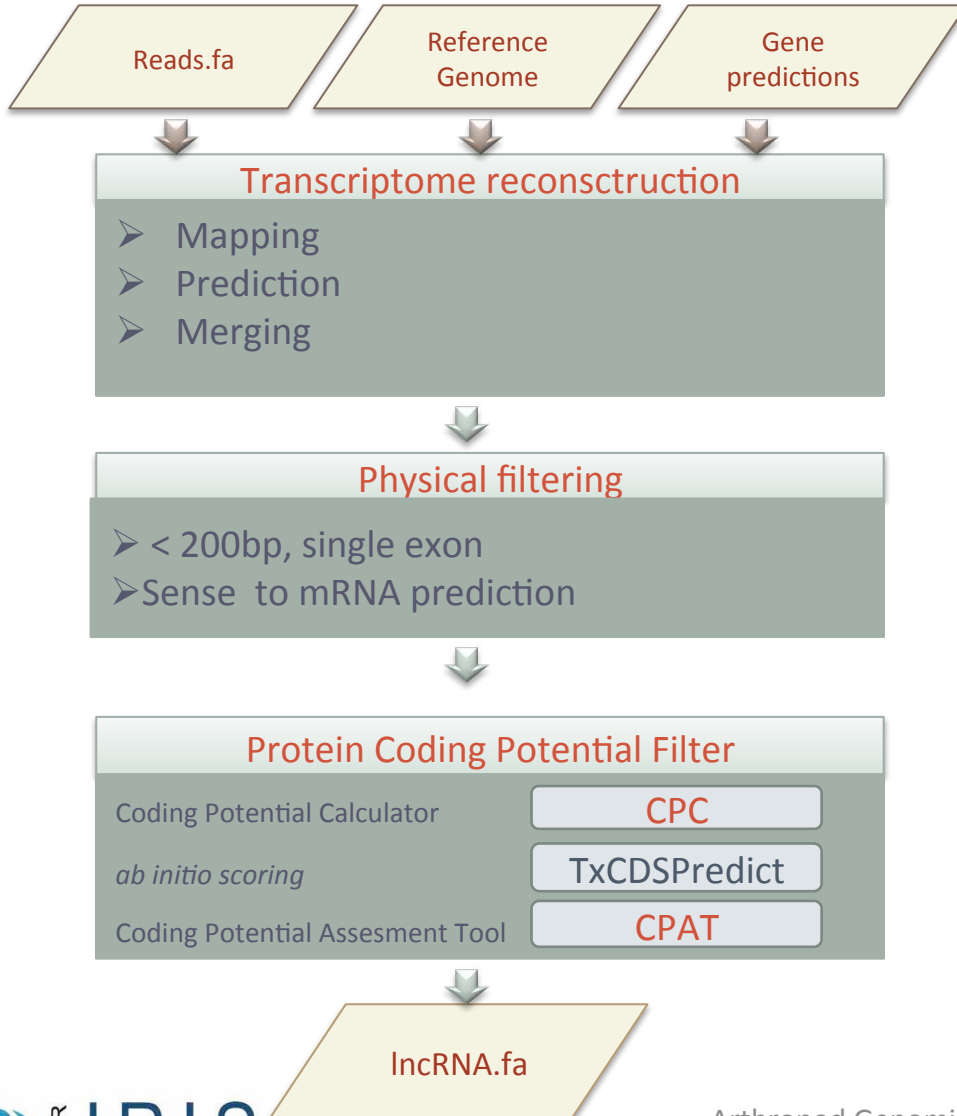 Reads.fa
Reference
Genome
Gene
predictions
Transcriptome reconsctruction
➢ Mapping
➢ Prediction
➢ Merging
Physical filtering
➢ < 200bp, single exon
➢Sense to mRNA prediction
Protein Coding Potential Filter
Coding Potential Calculator CPC
ab initio scoring TxCDSPredict
Coding Potential Assesment Tool CPAT
lncRNA.fa